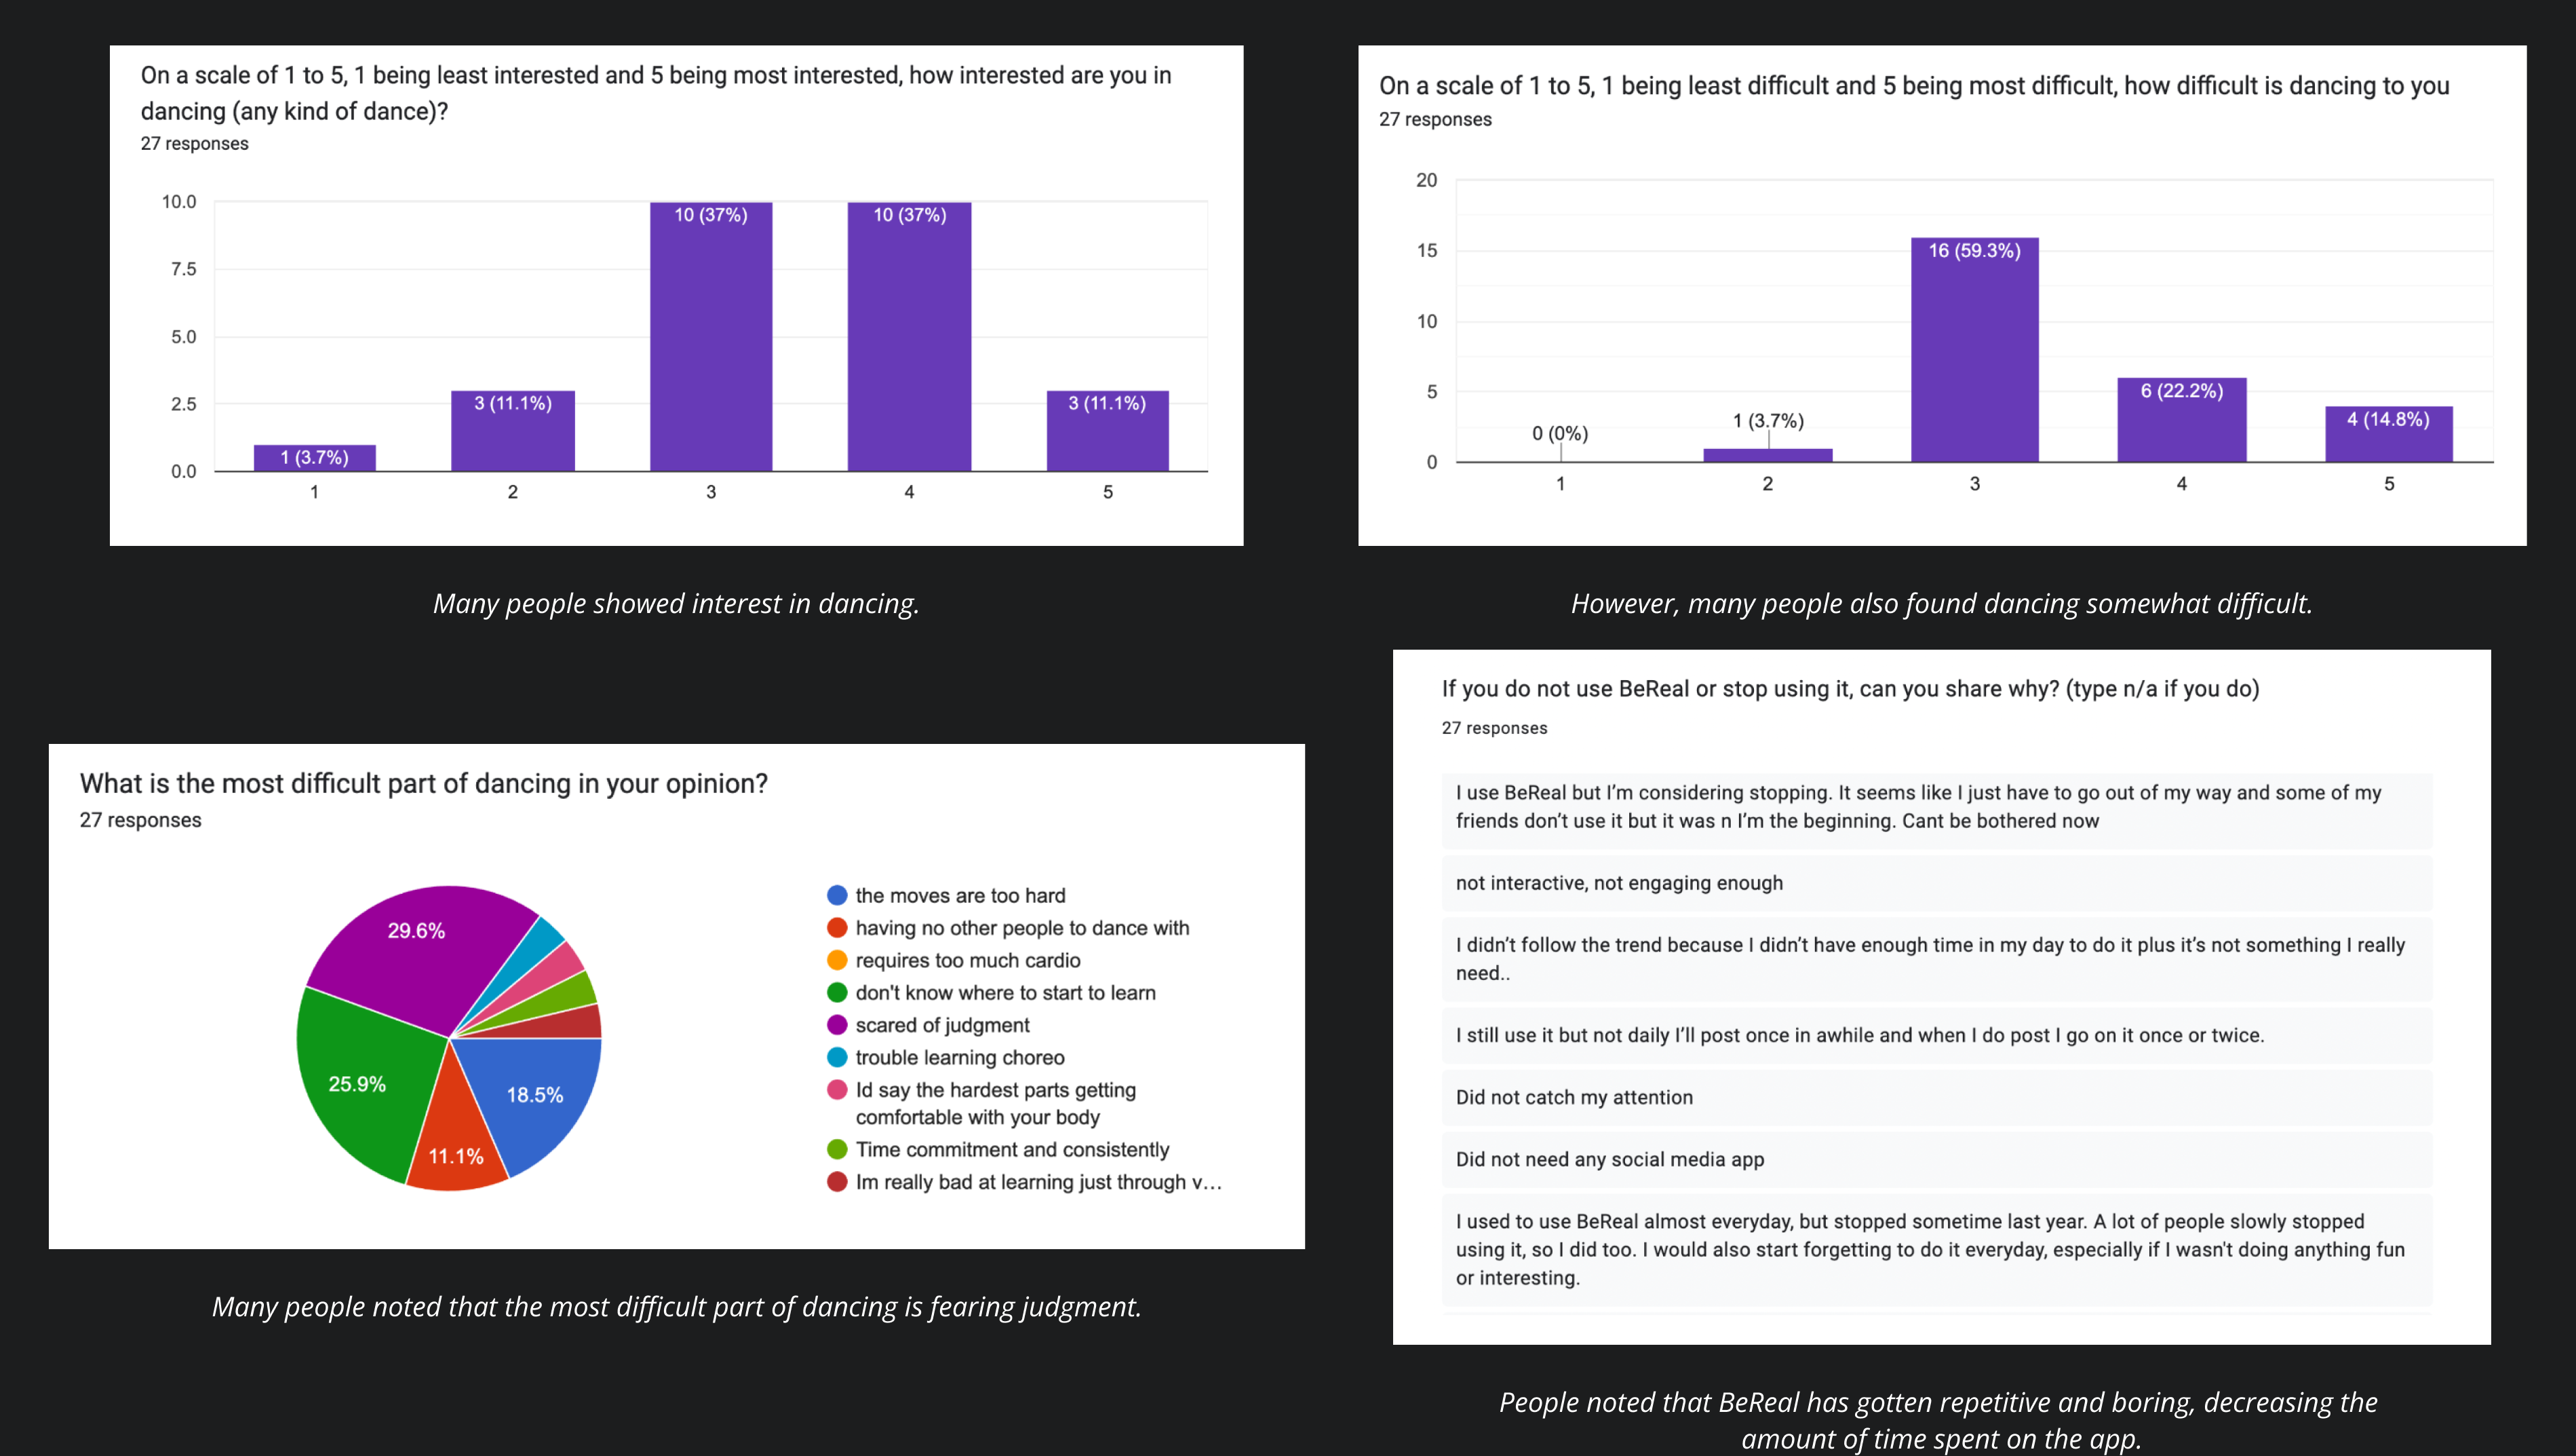 On a scale of 1 to 5, 1 being least interested and 5 being most interested, how interested are you in
dancing (any kind of dance)?
27 responses
10.0
7.5
5.0
2.5
0.0
1 (3.7%)
3 (11.1%)
10 (37%)
10 (37%)
3 (11.1%)
1
2
3
4
5
Many people showed interest in dancing.
On a scale of 1 to 5, 1 being least difficult and 5 being most difficult, how difficult is dancing to you
27 responses
20
15
10
5
0
0 (0%)
1 (3.7%)
16 (59.3%)
6 (22.2%)
4 (14.8%)
1
2
3
4
5
However, many people also found dancing somewhat difficult.
What is the most difficult part of dancing in your opinion?
27 responses
29.6%
25.9%
11.1%
18.5%
the moves are too hard
having no other people to dance with
requires too much cardio
don't know where to start to learn
scared of judgment
trouble learning choreo
Id say the hardest parts getting
comfortable with your body
Time commitment and consistently
Im really bad at learning just through v…
Many people noted that the most difficult part of dancing is fearing judgment.
If you do not use BeReal or stop using it, can you share why? (type n/a if you do)
27 responses
I use BeReal but I’m considering stopping. It seems like I just have to go out of my way and some of my
friends don’t use it but it was n I’m the beginning. Cant be bothered now
not interactive, not engaging enough
I didn’t follow the trend because I didn’t have enough time in my day to do it plus it’s not something I really
need..
I still use it but not daily I’ll post once in awhile and when I do post I go on it once or twice.
Did not catch my attention
Did not need any social media app
I used to use BeReal almost everyday, but stopped sometime last year. A lot of people slowly stopped
using it, so I did too. I would also start forgetting to do it everyday, especially if I wasn't doing anything fun
or interesting.
People noted that BeReal has gotten repetitive and boring, decreasing the
amount of time spent on the app.